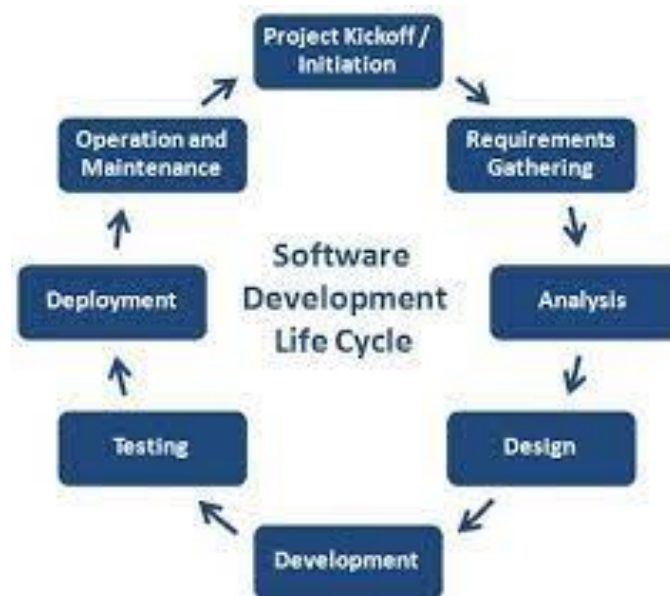 Project Kickoff /
Initiation
Requirements
Gathering
Analysis
Design
Development
Testing
Deployment
Operation and
Maintenance
Software
Development
Life Cycle